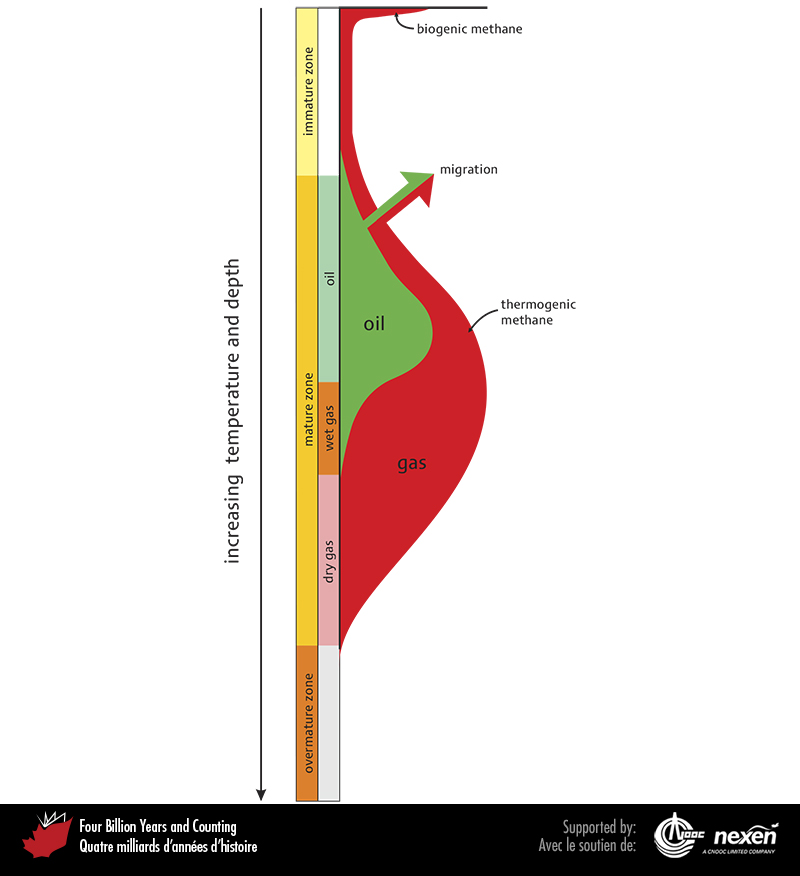 biogenic methane
immature zone
migration
oil
increasing temperature and depth
thermogenic
methane
oil
mature zone
wet gas
gas
dry gas
overmature zone
Four Billion Years and Counting
Quatre milliards d'années d'histoire
Supported by:
Avec le soutien de:
CNOOC
nexen
A CNOOC LIMITED COMPANY